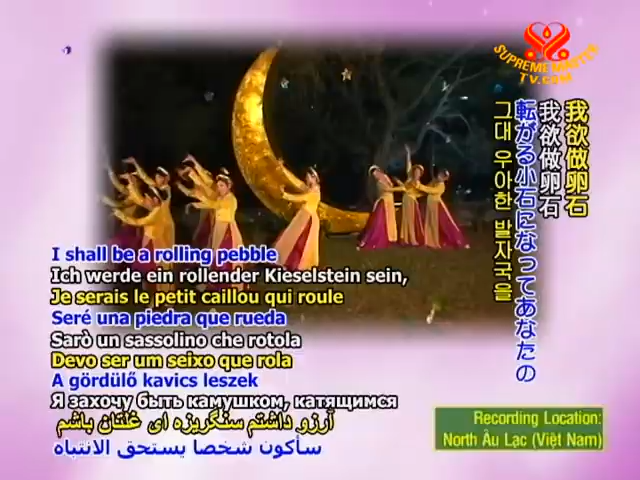 SUPREME MASTER
TV.COM
我欲做卵石
我欲做卵石
転がる小石になってあなたの
그대 우아한 발자국을
I shall be a rolling pebble
Ich werde ein rollender Kieselstein sein,
Je serais le petit caillou qui roule
Seré una piedra que rueda
Sarò un sassolino che rotola
Devo ser um seixo que rola
A gördülő kavics leszek
Я захочу быть камушком, катящимся
آرزو داشتم سنگریزه ای غلتان باشم
سأكون شخصا يستحق الانتباه
Recording Location:
North Âu Lạc (Việt Nam)